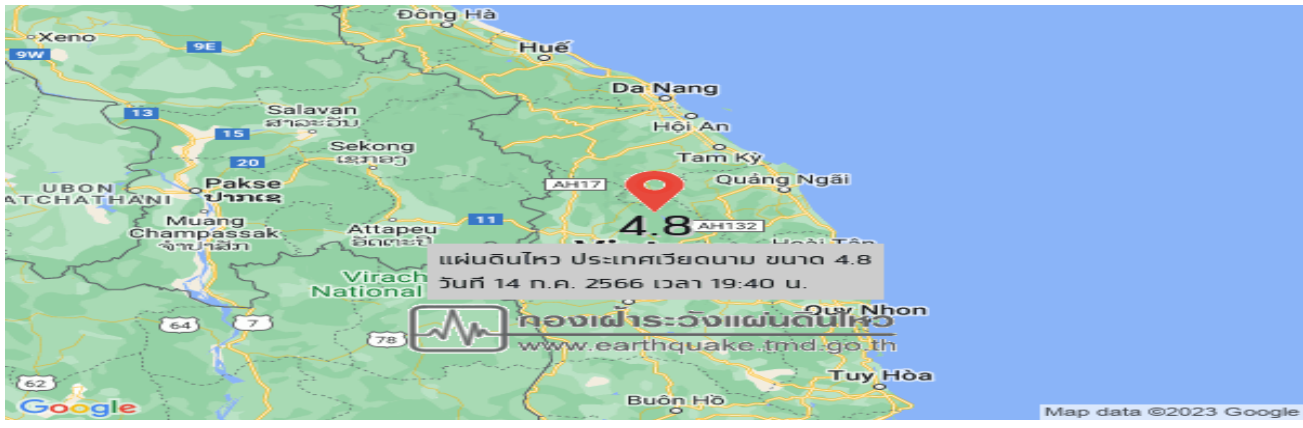 Đông Hà
Xeno
9E
9W
Huế
Da Nang
13
Salavan
ສາລະວັນ
Hội An
15
Sekong
ເຊກອງ
Tam Kỳ
20
UBON
ATCHATHANI
Pakse
ປາກເຊ
AH17
Quảng Ngãi
Muang
Champassak
ຈຳປາສັກ
Attapeu
ອັດຕະປື
11
4.8
AH132
แผ่นดินไหว ประเทศเวียดนาม ขนาด 4.8
วันที่ 14 ก.ค. 2566 เวลา 19:40 น.
Virach
National
Quy Nhon
64
7
78
กองเฝ้าระวังแผ่นดินไหว
www.earthquake.tmd.go.th
62
Tuy Hòa
Buôn Hồ
Google
Map data ©2023 Google